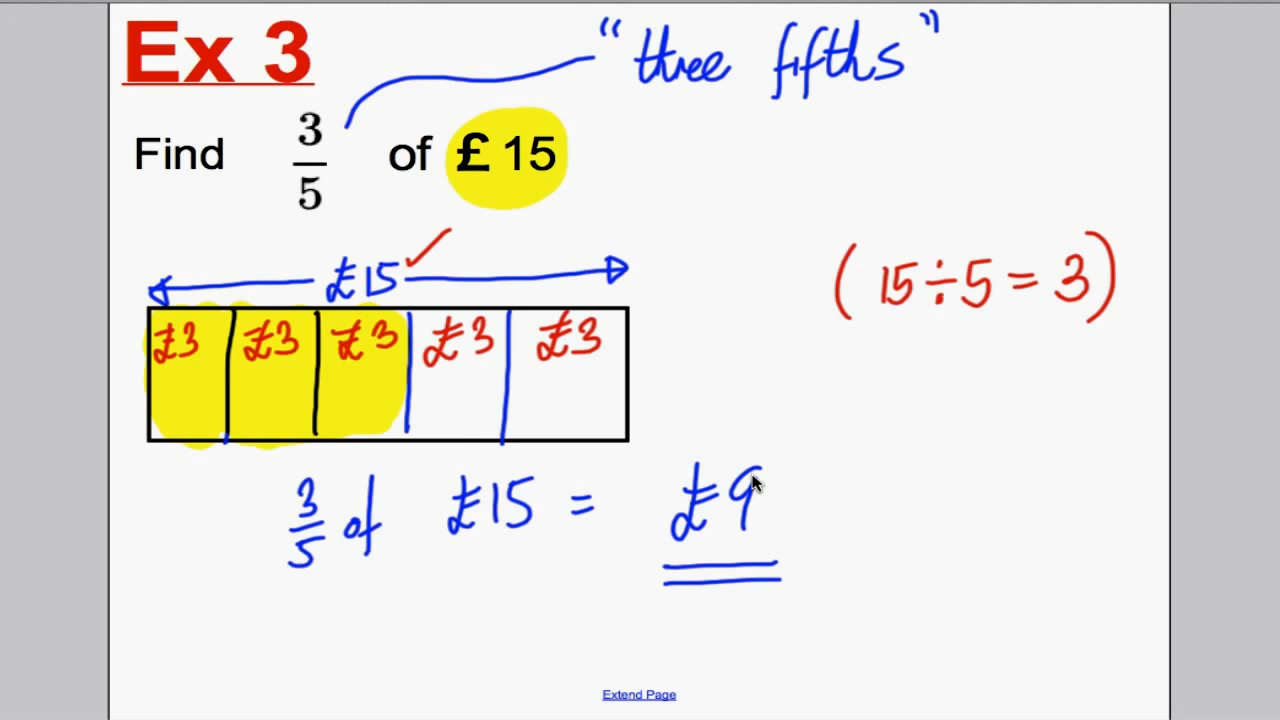 Ex 3
"three fifths"
Find 3/5 of £ 15
£15
(15÷5=3)
£3 £3 £3 £3 £3
3/5 of £15 = £9
Extend Page